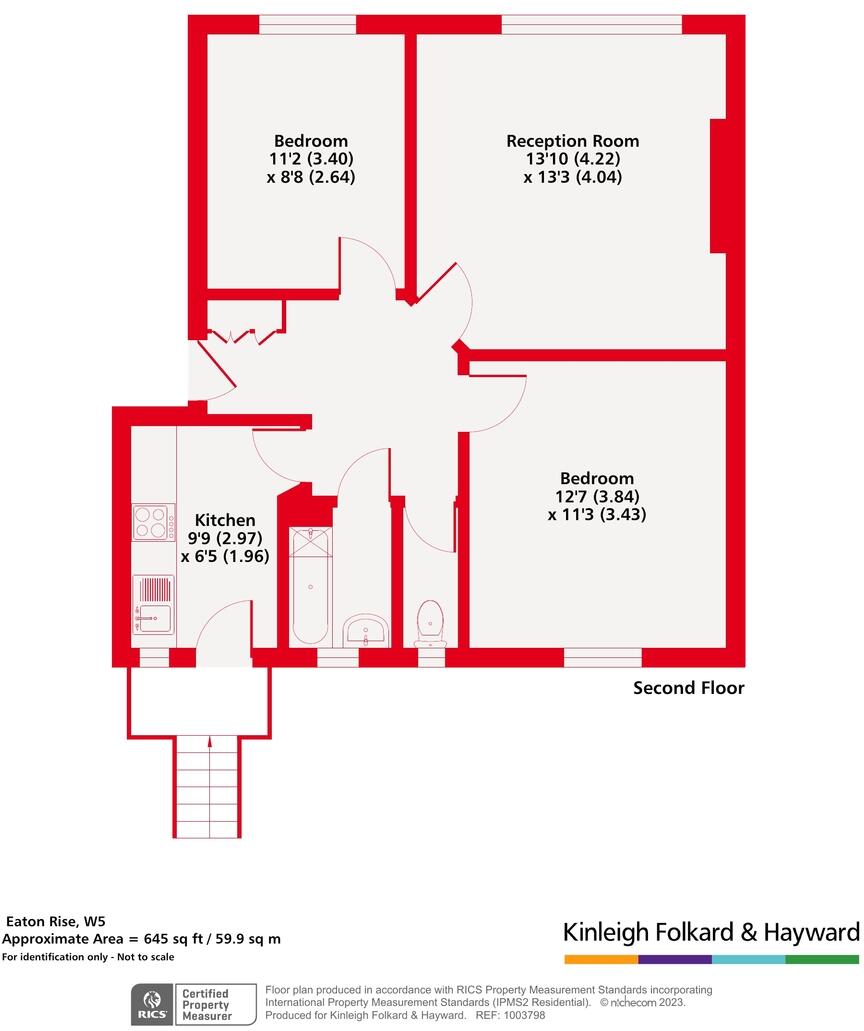 Bedroom
11'2 (3.40)
x 8'8 (2.64)
Reception Room
13'10 (4.22)
x 13'3 (4.04)
Bedroom
12'7 (3.84)
x 11'3 (3.43)
Kitchen
9'9 (2.97)
x 6'5 (1.96)
Second Floor
Eaton Rise, W5
Approximate Area = 645 sq ft / 59.9 sq m
For identification only - Not to scale
Kinleigh Folkard & Hayward
RICS
Certified
Property
Measurer
Floor plan produced in accordance with RICS Property Measurement Standards incorporating
International Property Measurement Standards (IPMS2 Residential). © nichecom 2023.
Produced for Kinleigh Folkard & Hayward. REF: 1003798